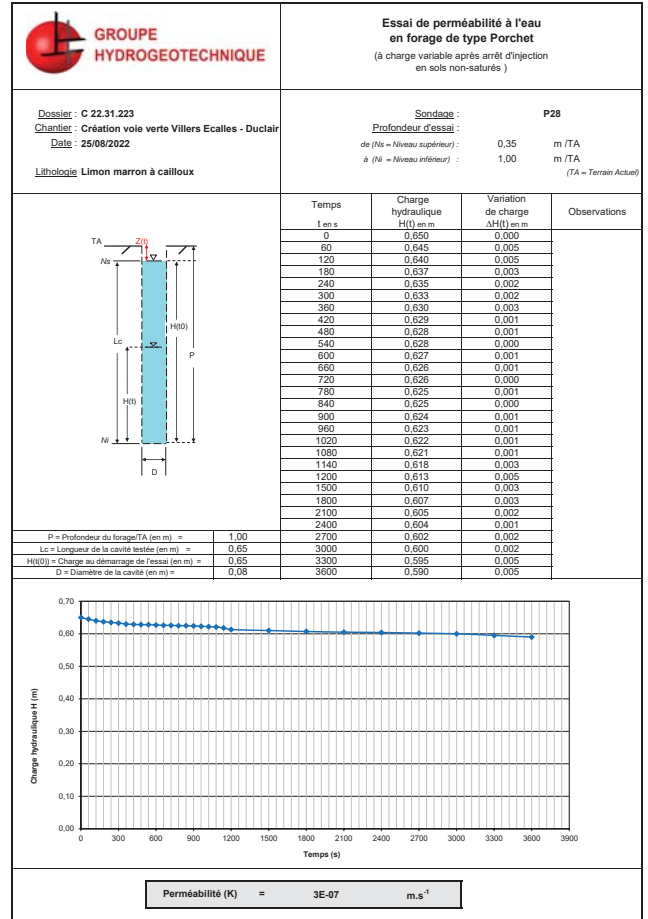 GROUPE
HYDROGEOTECHNIQUE
Essai de perméabilité à l'eau
en forage de type Porchet
(à charge variable après arrêt d'injection
en sols non-saturés )
Dossier : C 22.31.223
Chantier : Création voie verte Villers Ecalles - Duclair
Date : 25/08/2022
Lithologie Limon marron à cailloux
Sondage : P28
Profondeur d'essai :
de (Ns = Niveau supérieur) : 0,35 m /TA
à (Ni = Niveau inférieur) : 1,00 m /TA
(TA = Terrain Actuel)
Temps Charge Variation
hydraulique de charge Observations
t en s H(t) en m ΔH(t) en m
0 0,650 0,000
60 0,645 0,005
120 0,640 0,005
180 0,637 0,003
240 0,635 0,002
300 0,633 0,002
360 0,630 0,003
420 0,629 0,001
480 0,628 0,001
540 0,628 0,000
600 0,627 0,001
660 0,626 0,001
720 0,626 0,000
780 0,625 0,001
840 0,625 0,000
900 0,624 0,001
960 0,623 0,001
1020 0,622 0,001
1080 0,621 0,001
1140 0,618 0,003
1200 0,613 0,005
1500 0,610 0,003
1800 0,607 0,003
2100 0,605 0,002
2400 0,604 0,001
2700 0,602 0,002
3000 0,600 0,002
3300 0,595 0,005
3600 0,590 0,005
TA Z(t)
Ns
H(t0)
Lc
P
H(t)
Ni
D
P = Profondeur du forage/TA (en m) = 1,00
Lc = Longueur de la cavité testée (en m) = 0,65
H(t(0)) = Charge au démarrage de l'essai (en m) = 0,65
D = Diamètre de la cavité (en m) = 0,08
Charge hydraulique H (m)
0,70
0,60
0,50
0,40
0,30
0,20
0,10
0,00
0 300 600 900 1200 1500 1800 2100 2400 2700 3000 3300 3600 3900
Temps (s)
Perméabilité (K) = 3E-07 m.s⁻¹